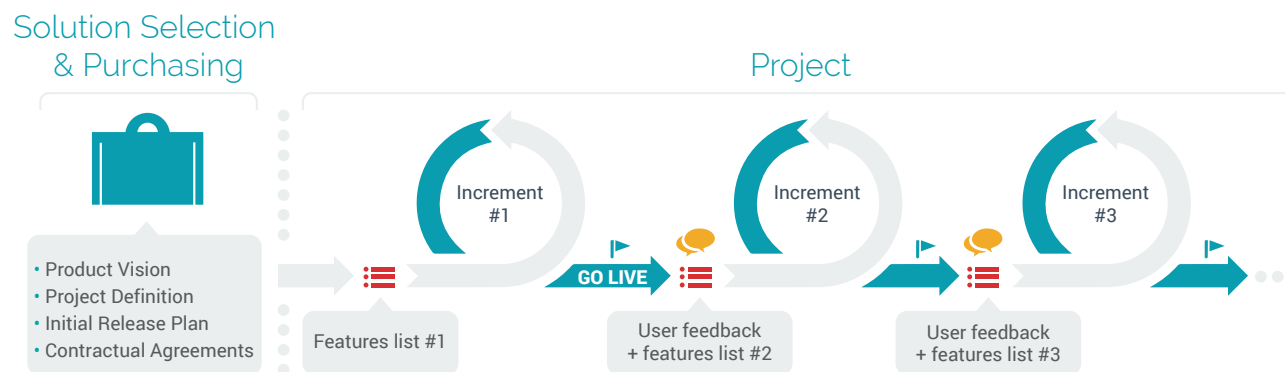 Solution Selection
& Purchasing
Project
• Product Vision
• Project Definition
• Initial Release Plan
• Contractual Agreements
Increment
#1
Increment
#2
Increment
#3
GO LIVE
Features list #1
User feedback
+ features list #2
User feedback
+ features list #3